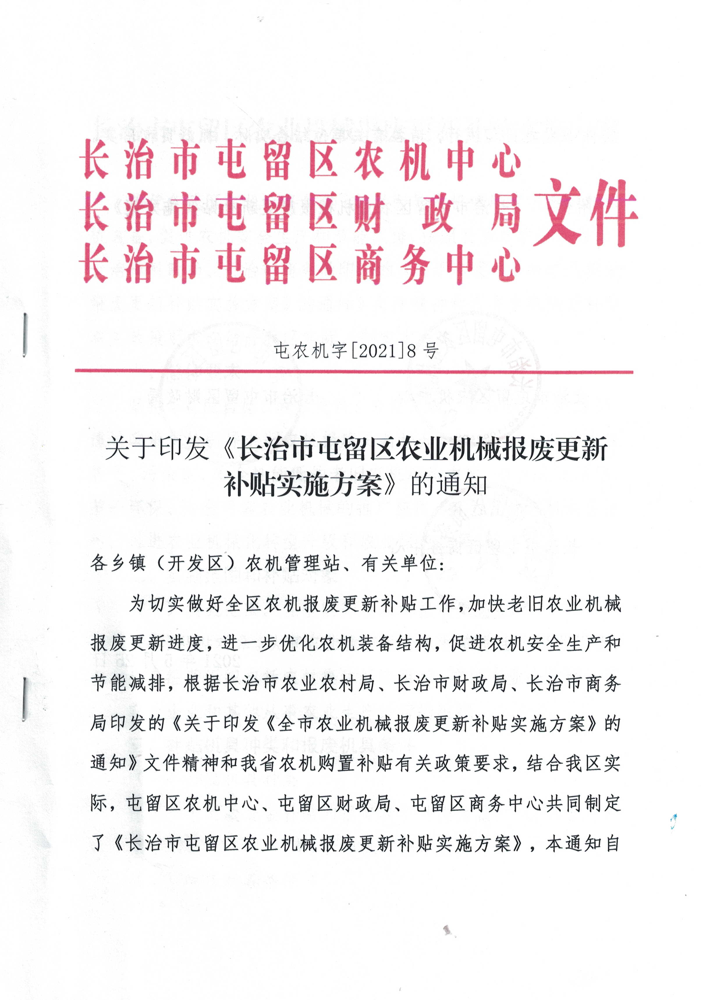 长治市屯留区农机中心
长治市屯留区财政局
长治市屯留区商务中心
文件
屯农机字[2021]8号
关于印发《长治市屯留区农业机械报废更新
补贴实施方案》的通知
各乡镇（开发区）农机管理站、有关单位：
为切实做好全区农机报废更新补贴工作，加快老旧农业机械
报废更新进度，进一步优化农机装备结构，促进农机安全生产和
节能减排，根据长治市农业农村局、长治市财政局、长治市商务
局印发的《关于印发《全市农业机械报废更新补贴实施方案》的
通知》文件精神和我省农机购置补贴有关政策要求，结合我区实
际，屯留区农机中心、屯留区财政局、屯留区商务中心共同制定
了《长治市屯留区农业机械报废更新补贴实施方案》，本通知自